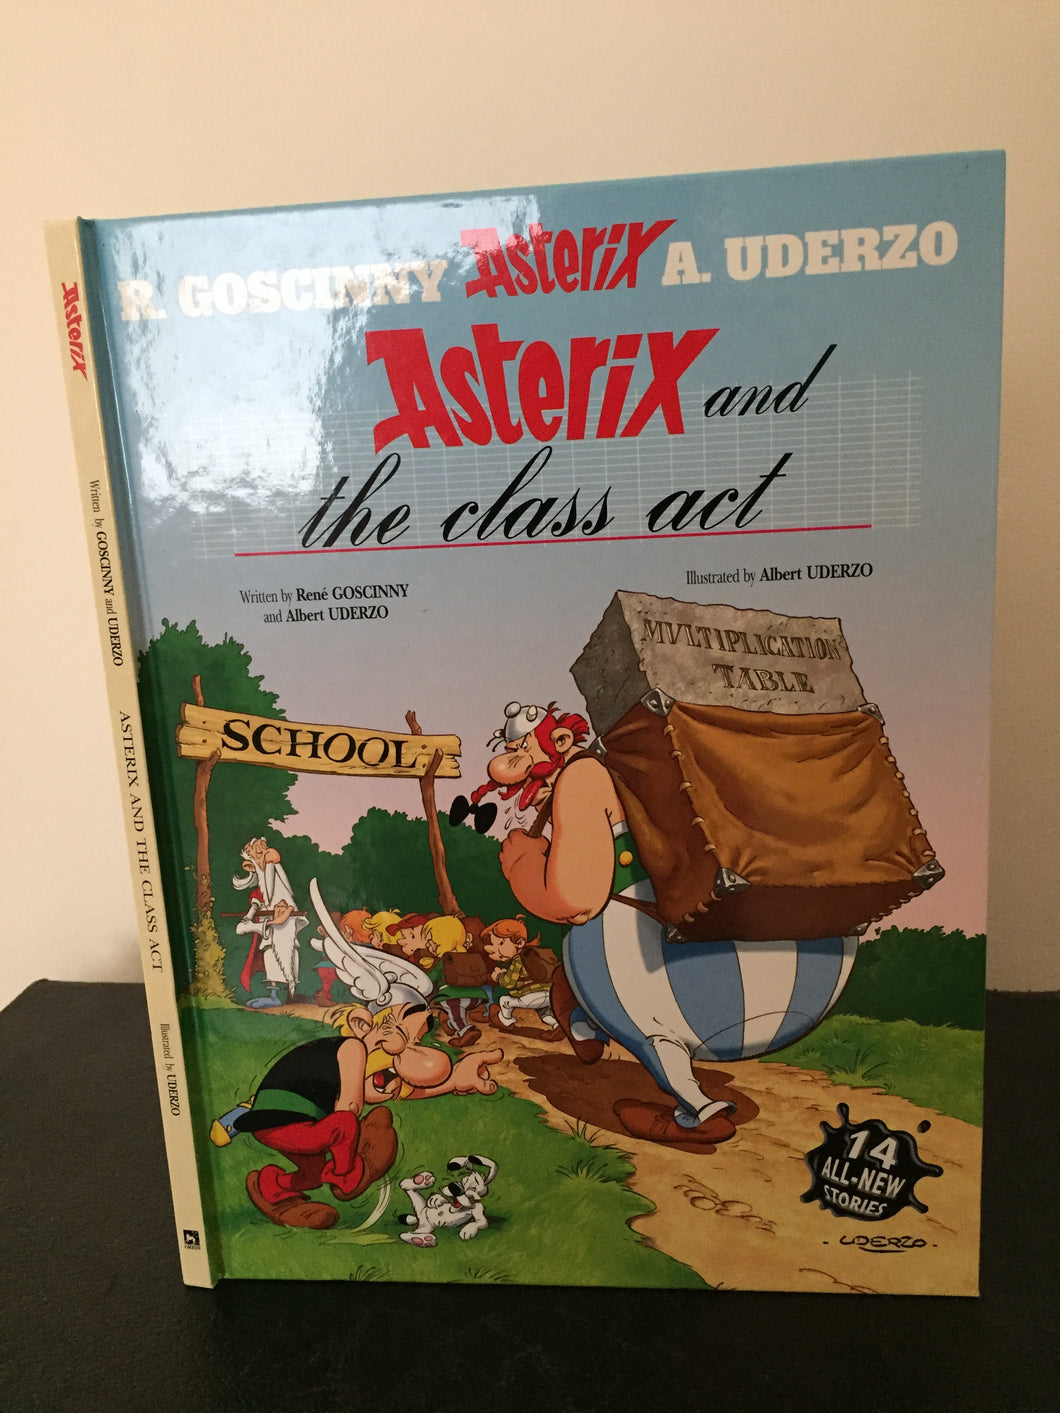 R. GOSCINNY Asterix A. UDERZO
Asterix and
the class act
Written by René GOSCINNY
and Albert UDERZO
Illustrated by Albert UDERZO
MVLTIPLICATION
TABLE
SCHOOL
14
ALL-NEW
STORIES
UDERZO
Asterix
Written by GOSCINNY and UDERZO
ASTERIX AND THE CLASS ACT
Illustrated by UDERZO
ORION